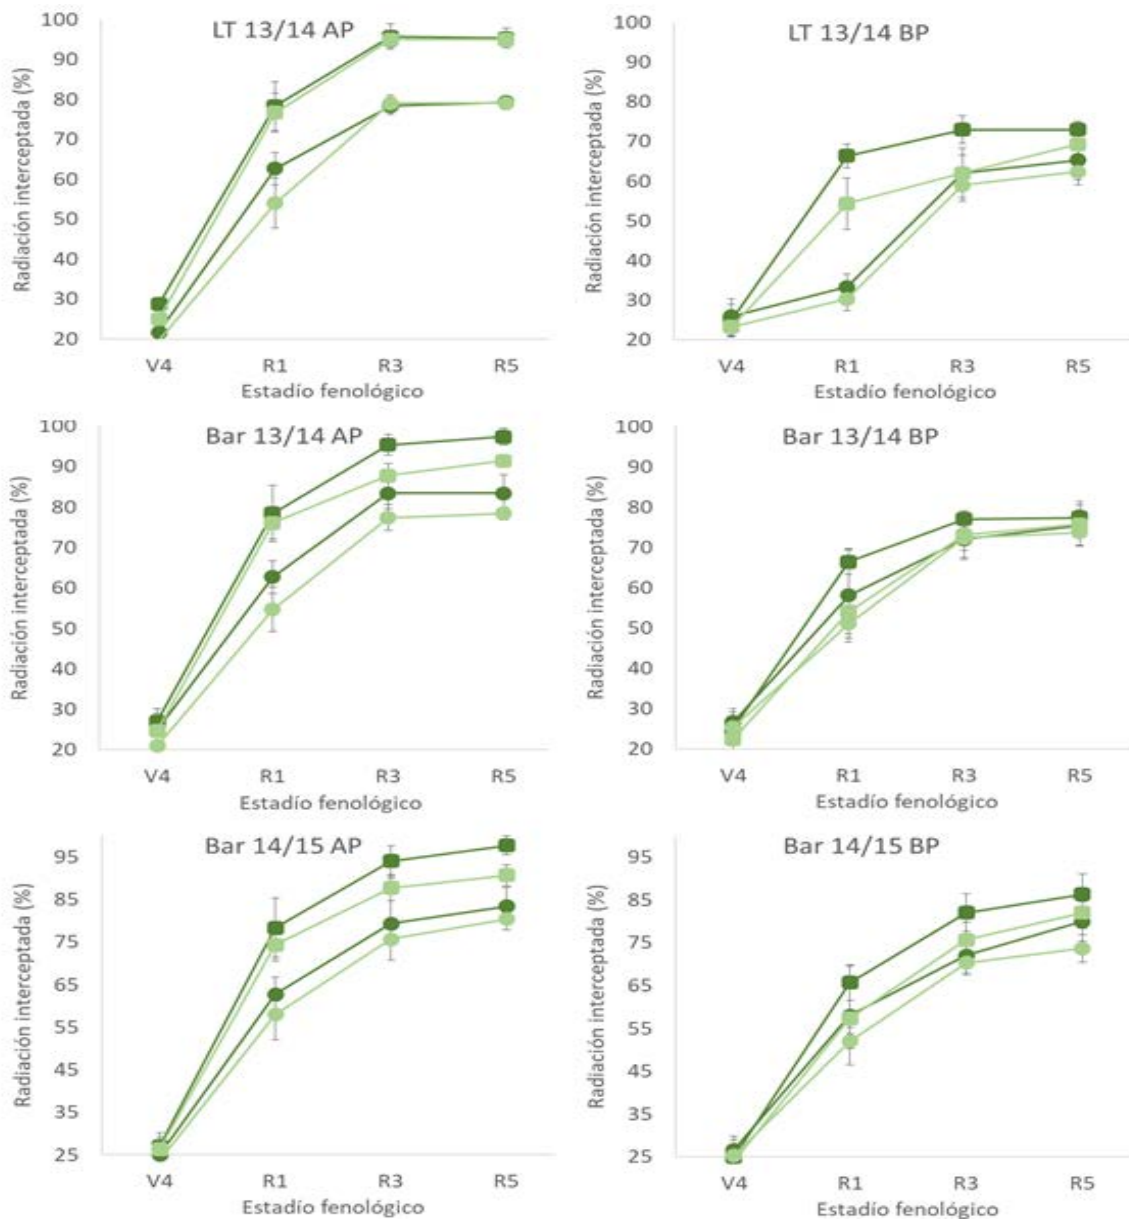 LT 13/14 AP
Radiación interceptada (%)
100
90
80
70
60
50
40
30
20
V4 R1 R3 R5
Estadío fenológico
LT 13/14 BP
Radiación interceptada (%)
100
90
80
70
60
50
40
30
20
V4 R1 R3 R5
Estadío fenológico
Bar 13/14 AP
Radiación interceptada (%)
100
90
80
70
60
50
40
30
20
V4 R1 R3 R5
Estadío fenológico
Bar 13/14 BP
Radiación interceptada (%)
100
90
80
70
60
50
40
30
20
V4 R1 R3 R5
Estadío fenológico
Bar 14/15 AP
Radiación interceptada (%)
95
85
75
65
55
45
35
25
V4 R1 R3 R5
Estadío fenológico
Bar 14/15 BP
Radiación interceptada (%)
95
85
75
65
55
45
35
25
V4 R1 R3 R5
Estadío fenológico